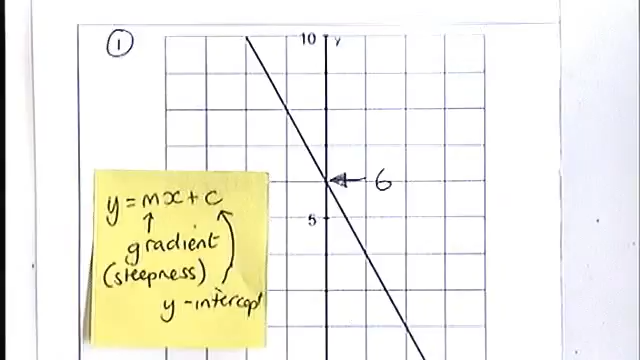 ①
10 y
6
5
y = mx + c
gradient
(steepness)
y-intercept